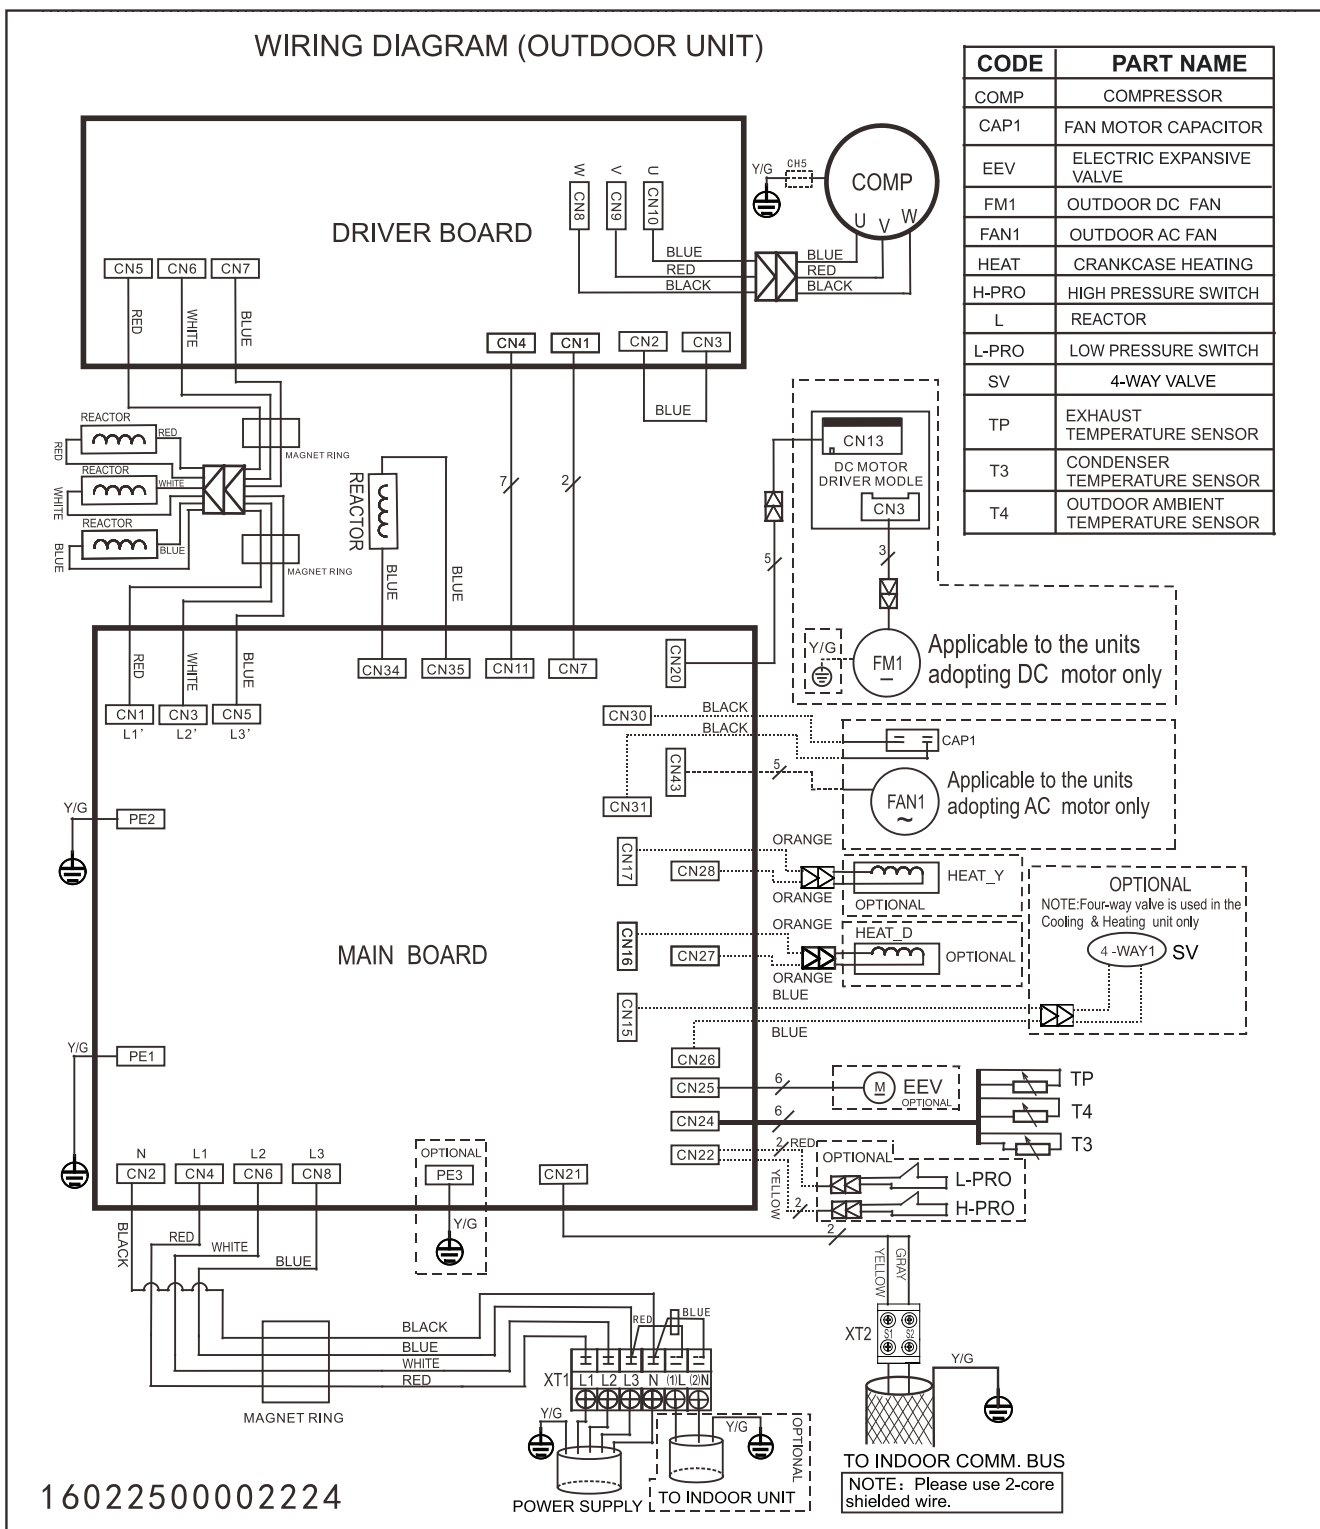 WIRING DIAGRAM (OUTDOOR UNIT)
CODE PART NAME
COMP COMPRESSOR
CAP1 FAN MOTOR CAPACITOR
EEV ELECTRIC EXPANSIVE
VALVE
FM1 OUTDOOR DC FAN
FAN1 OUTDOOR AC FAN
HEAT CRANKCASE HEATING
H-PRO HIGH PRESSURE SWITCH
L REACTOR
L-PRO LOW PRESSURE SWITCH
SV 4-WAY VALVE
TP EXHAUST
TEMPERATURE SENSOR
T3 CONDENSER
TEMPERATURE SENSOR
T4 OUTDOOR AMBIENT
TEMPERATURE SENSOR
DRIVER BOARD
W V U
CN8 CN9 CN10
Y/G CH5
COMP
U V W
BLUE BLUE
RED RED
BLACK BLACK
CN5 CN6 CN7
RED WHITE BLUE
CN4 CN1 CN2 CN3
BLUE
REACTOR
RED
RED
MAGNET RING
REACTOR
WHITE
WHITE
REACTOR
BLUE
BLUE
MAGNET RING
REACTOR
BLUE BLUE
7 2
CN13
DC MOTOR
DRIVER MODLE
CN3
5 3
Y/G
FM1
Applicable to the units
adopting DC motor only
RED WHITE BLUE
CN34 CN35 CN11 CN7 CN20
CN1 CN3 CN5
L1' L2' L3'
CN30 BLACK
BLACK
CAP1
CN43 5
CN31
FAN1
Applicable to the units
adopting AC motor only
Y/G PE2
CN17 ORANGE
CN28
ORANGE
HEAT_Y
OPTIONAL
MAIN BOARD
CN16 ORANGE
CN27
ORANGE
HEAT_D
OPTIONAL
OPTIONAL
NOTE:Four-way valve is used in the
Cooling & Heating unit only
4 -WAY1 SV
CN15 BLUE
BLUE
CN26
Y/G PE1
CN25 6 M EEV
OPTIONAL
CN24 6
TP
T4
T3
CN22 2 RED
YELLOW 2
OPTIONAL
L-PRO
H-PRO
N L1 L2 L3
CN2 CN4 CN6 CN8
OPTIONAL
PE3
Y/G
CN21
2
BLACK RED WHITE BLUE
YELLOW GRAY
XT2 S1 S2
Y/G
MAGNET RING
BLACK
BLUE
WHITE
RED
RED BLUE
XT1 L1 L2 L3 N (1)L (2)N
Y/G
Y/G
OPTIONAL
POWER SUPPLY
TO INDOOR UNIT
TO INDOOR COMM. BUS
NOTE: Please use 2-core
shielded wire.
16022500002224